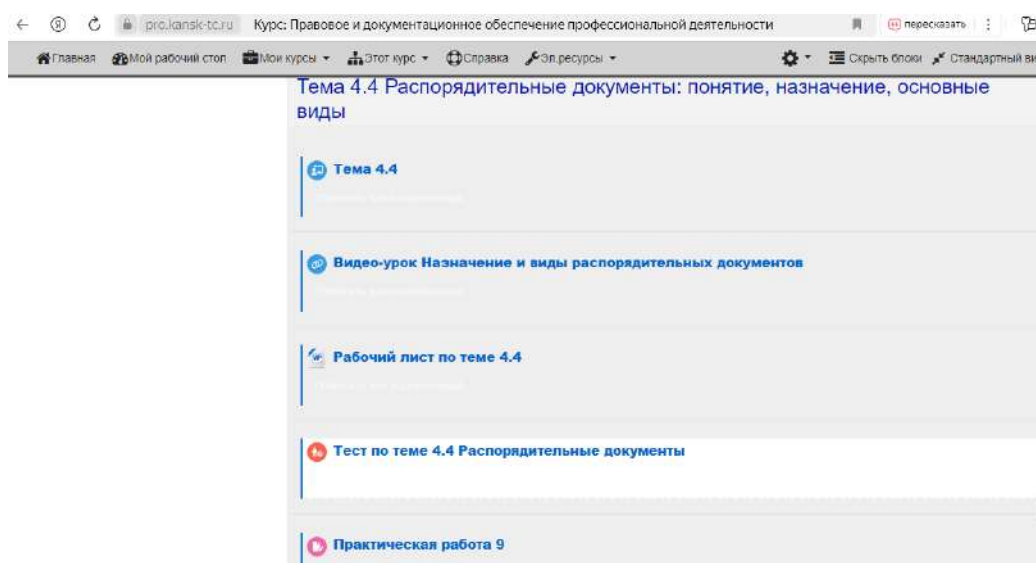 pro.kansk-tc.ru Курс: Правовое и документационное обеспечение профессиональной деятельности пересказать
Главная Мой рабочий стол Мои курсы Этот курс Справка Эл.ресурсы Скрыть блоки Стандартный ви
Тема 4.4 Распорядительные документы: понятие, назначение, основные
виды
Тема 4.4
Видео-урок Назначение и виды распорядительных документов
Рабочий лист по теме 4.4
Тест по теме 4.4 Распорядительные документы
Практическая работа 9